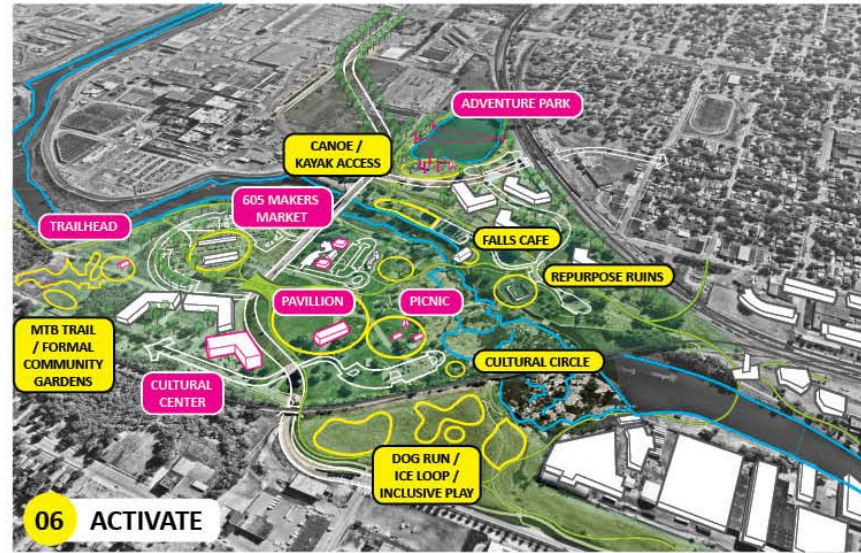 ADVENTURE PARK
CANOE /
KAYAK ACCESS
605 MAKERS
MARKET
TRAILHEAD
FALLS CAFE
REPURPOSE RUINS
PAVILLION
PICNIC
MTB TRAIL
/ FORMAL
COMMUNITY
GARDENS
CULTURAL CIRCLE
CULTURAL
CENTER
DOG RUN /
ICE LOOP /
INCLUSIVE PLAY
06 ACTIVATE